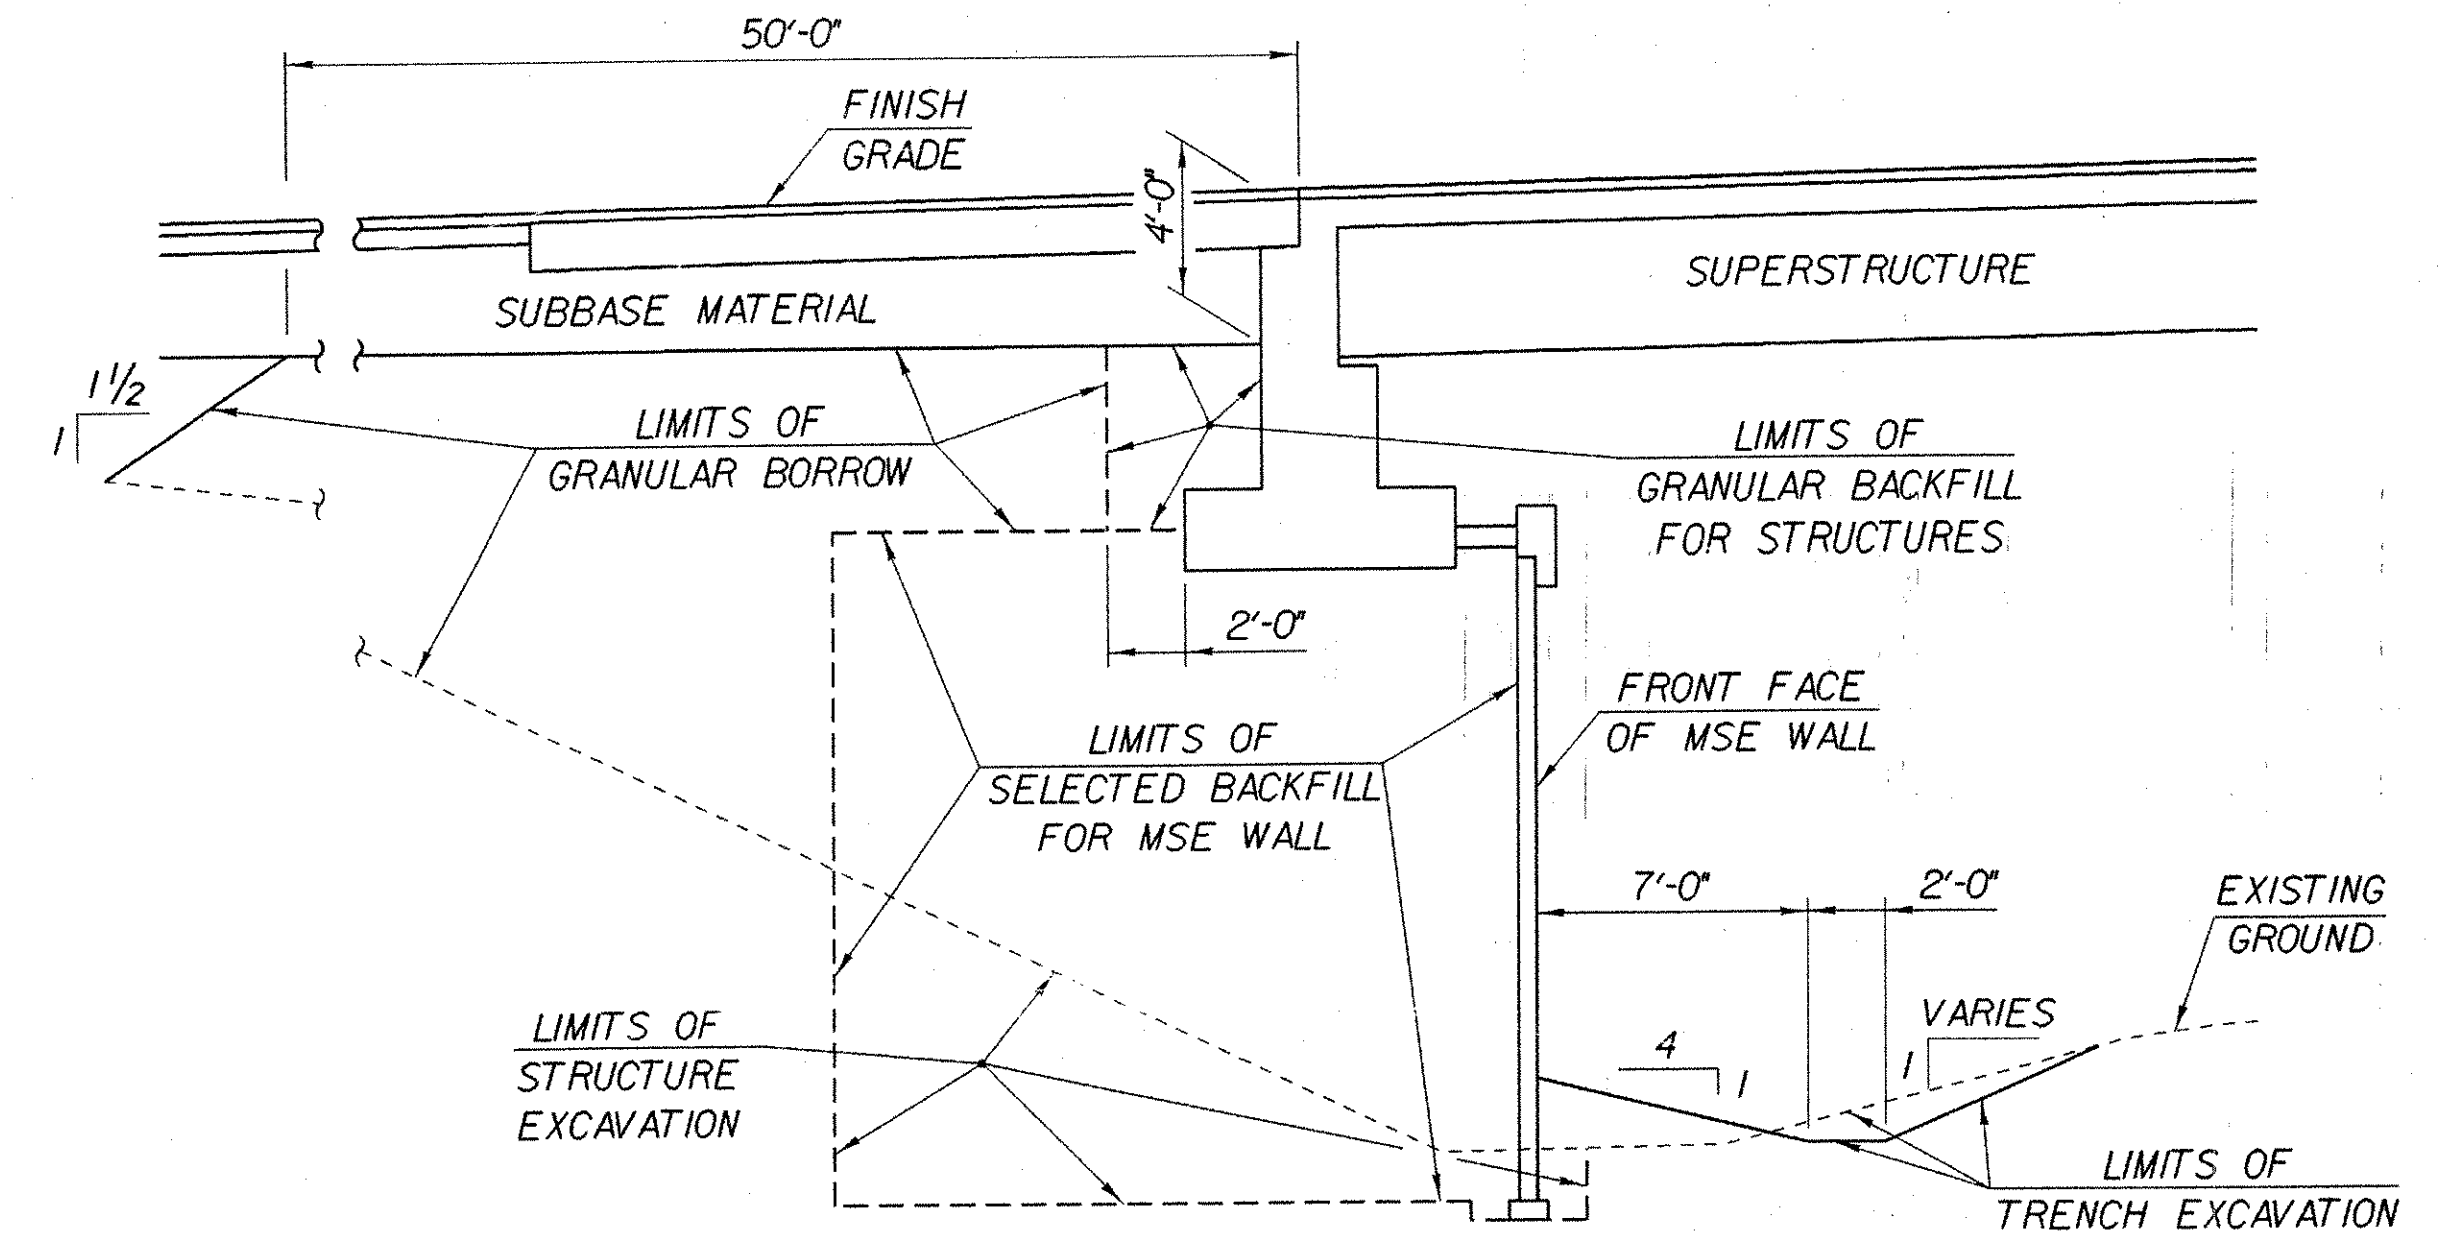 50'-0"
FINISH
GRADE
4'-0"
SUPERSTRUCTURE
SUBBASE MATERIAL
1 1/2
1
LIMITS OF
GRANULAR BORROW
LIMITS OF
GRANULAR BACKFILL
FOR STRUCTURES
2'-0"
FRONT FACE
OF MSE WALL
LIMITS OF
SELECTED BACKFILL
FOR MSE WALL
7'-0"
2'-0"
EXISTING
GROUND
VARIES
1
4
1
LIMITS OF
STRUCTURE
EXCAVATION
LIMITS OF
TRENCH EXCAVATION